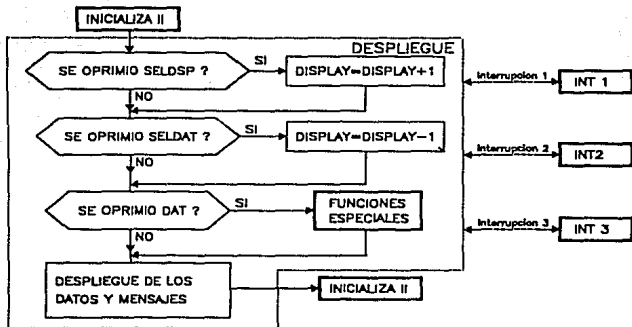 INICIALIZA II
DESPLIEGUE
SE OPRIMIO SELDSP ?
SI
DISPLAY=DISPLAY+1
NO
Interrupcion 1
INT 1
SE OPRIMIO SELDAT ?
SI
DISPLAY=DISPLAY-1
NO
Interrupcion 2
INT2
SE OPRIMIO DAT ?
SI
FUNCIONES
ESPECIALES
NO
Interrupcion 3
INT 3
DESPLIEGUE DE LOS
DATOS Y MENSAJES
INICIALIZA II